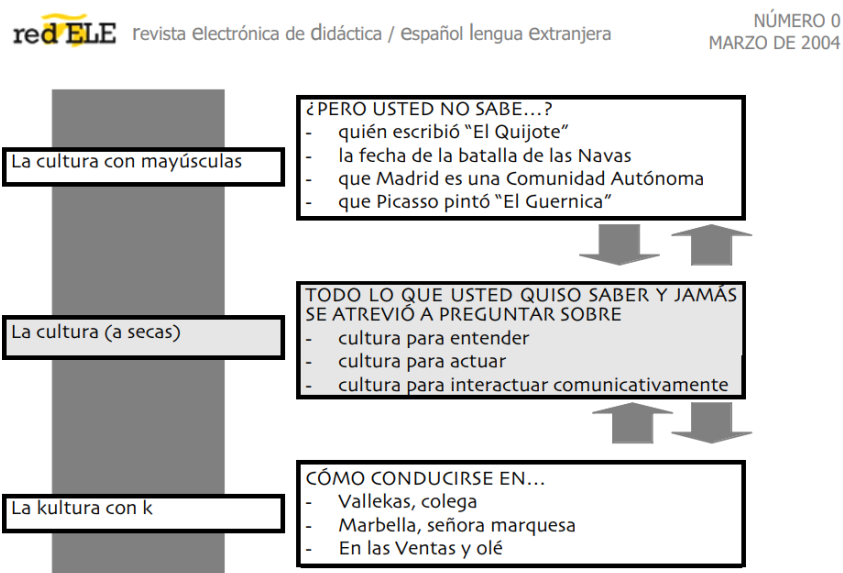 red ELE revista electrónica de didáctica / español lengua extranjera
NÚMERO 0
MARZO DE 2004
La cultura con mayúsculas
¿PERO USTED NO SABE...?
- quién escribió “El Quijote”
- la fecha de la batalla de las Navas
- que Madrid es una Comunidad Autónoma
- que Picasso pintó “El Guernica”
La cultura (a secas)
TODO LO QUE USTED QUISO SABER Y JAMÁS
SE ATREVIÓ A PREGUNTAR SOBRE
- cultura para entender
- cultura para actuar
- cultura para interactuar comunicativamente
La kultura con k
CÓMO CONDUCIRSE EN...
- Vallekas, colega
- Marbella, señora marquesa
- En las Ventas y olé